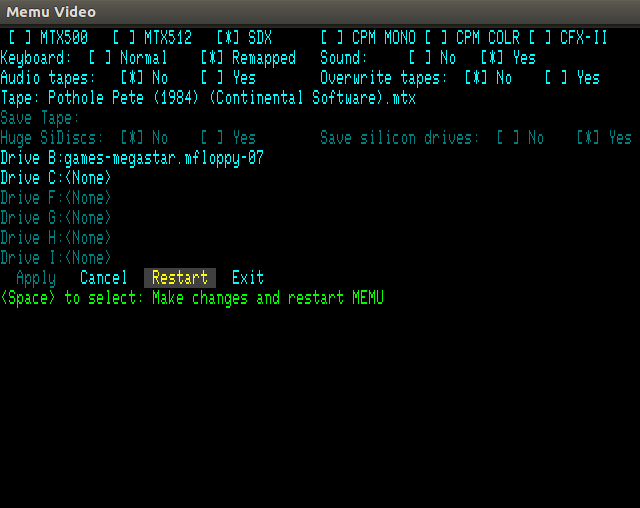 Memu Video
[ ] MTX500 [ ] MTX512 [*] SDX [ ] CPM MONO [ ] CPM COLR [ ] CFX-II
Keyboard: [ ] Normal [*] Remapped Sound: [ ] No [*] Yes
Audio tapes: [*] No [ ] Yes Overwrite tapes: [*] No [ ] Yes
Tape: Pothole Pete (1984) (Continental Software).mtx
Save Tape:
Huge SiDiscs: [*] No [ ] Yes Save silicon drives: [ ] No [*] Yes
Drive B:games-megastar.mfloppy-07
Drive C:<None>
Drive F:<None>
Drive G:<None>
Drive H:<None>
Drive I:<None>
Apply Cancel Restart Exit
<Space> to select: Make changes and restart MEMU